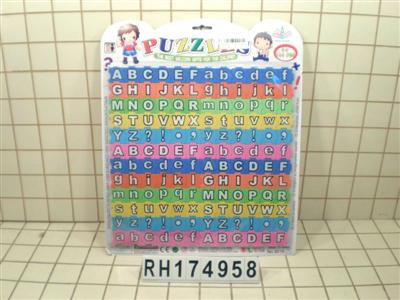 PUZZLES
A B C D E F a b c d e f
G H I J K L g h i j k l
M N O P Q R m n o p q r
S T U V W X s t u v w x
Y Z ? ! • , y z ? ! • ,
A B C D E F a b c d e f
a b c d e f A B C D E F
g h i j k l G H I J K L
m n o p q r M N O P Q R
s t u v w x S T U V W X
y z ? ! • , Y Z ? ! • ,
a b c d e f A B C D E F
RH174958